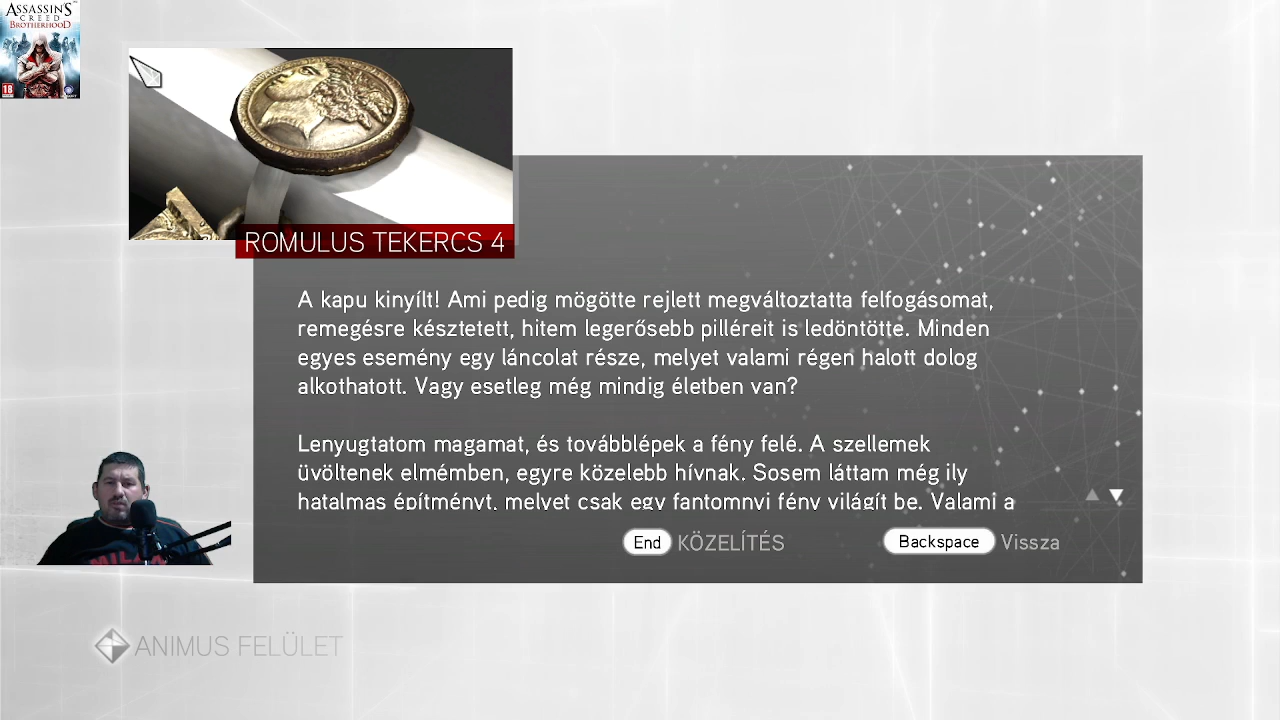 ASSASSIN'S
CREED
BROTHERHOOD
18
ROMULUS TEKERCS 4
A kapu kinyílt! Ami pedig mögötte rejlett megváltoztatta felfogásomat,
remegésre késztetett, hitem legerősebb pilléreit is ledöntötte. Minden
egyes esemény egy láncolat része, melyet valami régen halott dolog
alkothatott. Vagy esetleg még mindig életben van?
Lenyugtatom magamat, és továbblépek a fény felé. A szellemek
üvöltenek elmémben, egyre közelebb hívnak. Sosem láttam még ily
hatalmas építményt, melyet csak egy fantomnyi fény világít be. Valami a
End KÖZELÍTÉS
Backspace Vissza
ANIMUS FELÜLET